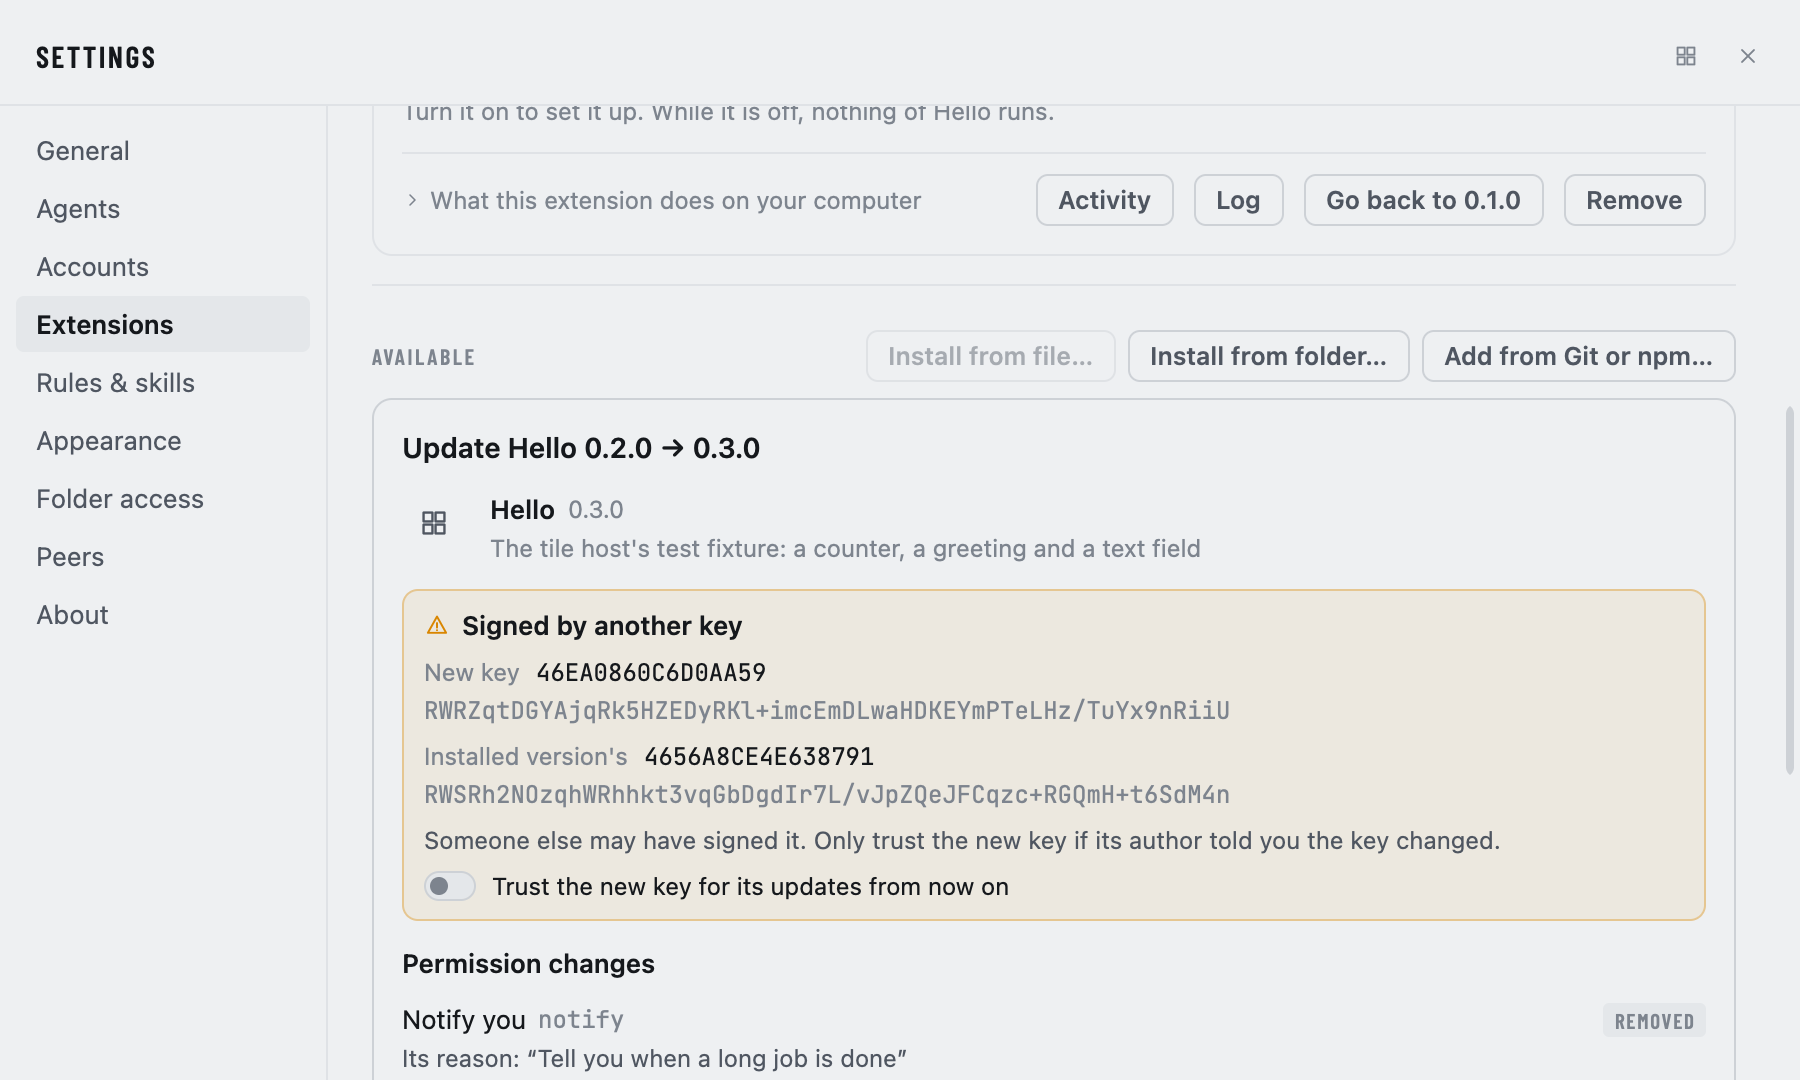 SETTINGS
General
Agents
Accounts
Extensions
Rules & skills
Appearance
Folder access
Peers
About
Turn it on to set it up. While it is off, nothing of Hello runs.
What this extension does on your computer
Activity
Log
Go back to 0.1.0
Remove
AVAILABLE
Install from file...
Install from folder...
Add from Git or npm...
Update Hello 0.2.0 → 0.3.0
Hello 0.3.0
The tile host's test fixture: a counter, a greeting and a text field
Signed by another key
New key 46EA0860C6D0AA59
RWRZqtDGYAjqRk5HZEDyRKl+imcEmDLwaHDKEYmPTeLHz/TuYx9nRiiU
Installed version's 4656A8CE4E638791
RWSRh2NOzqhWRhhkt3vqGbDgdIr7L/vJpZQeJFCqzc+RGQmH+t6SdM4n
Someone else may have signed it. Only trust the new key if its author told you the key changed.
Trust the new key for its updates from now on
Permission changes
Notify you notify
REMOVED
Its reason: “Tell you when a long job is done”